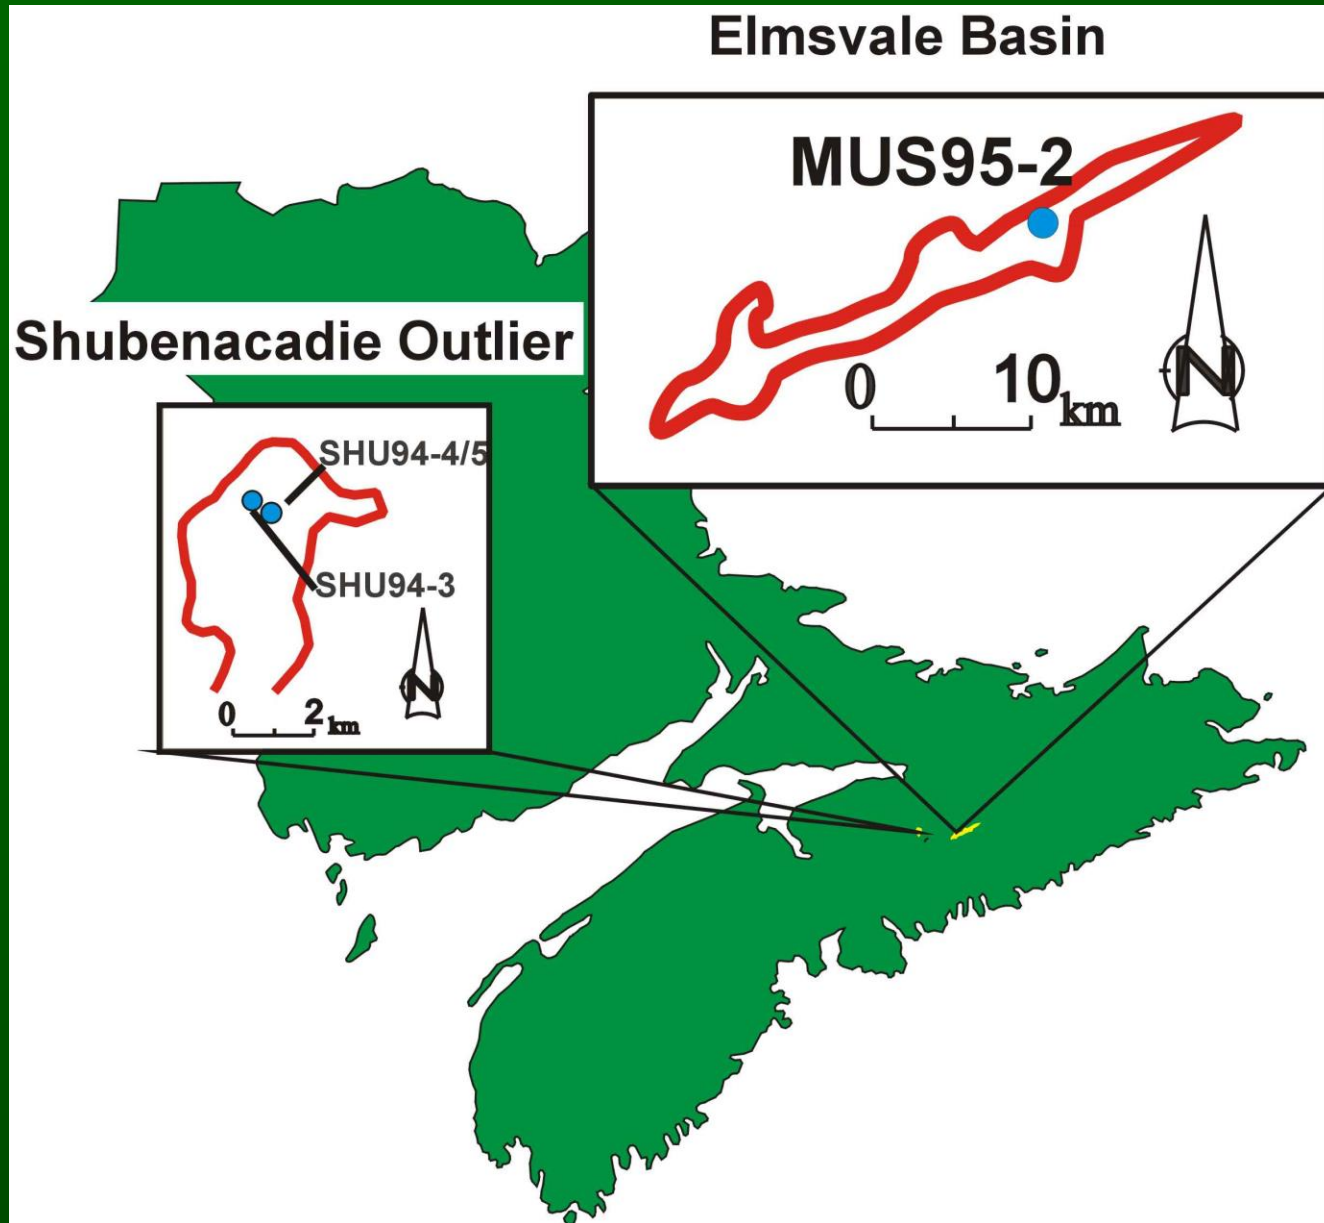 Elmsvale Basin
MUS95-2
0 10 km
N
Shubenacadie Outlier
SHU94-4/5
SHU94-3
N
0 2 km